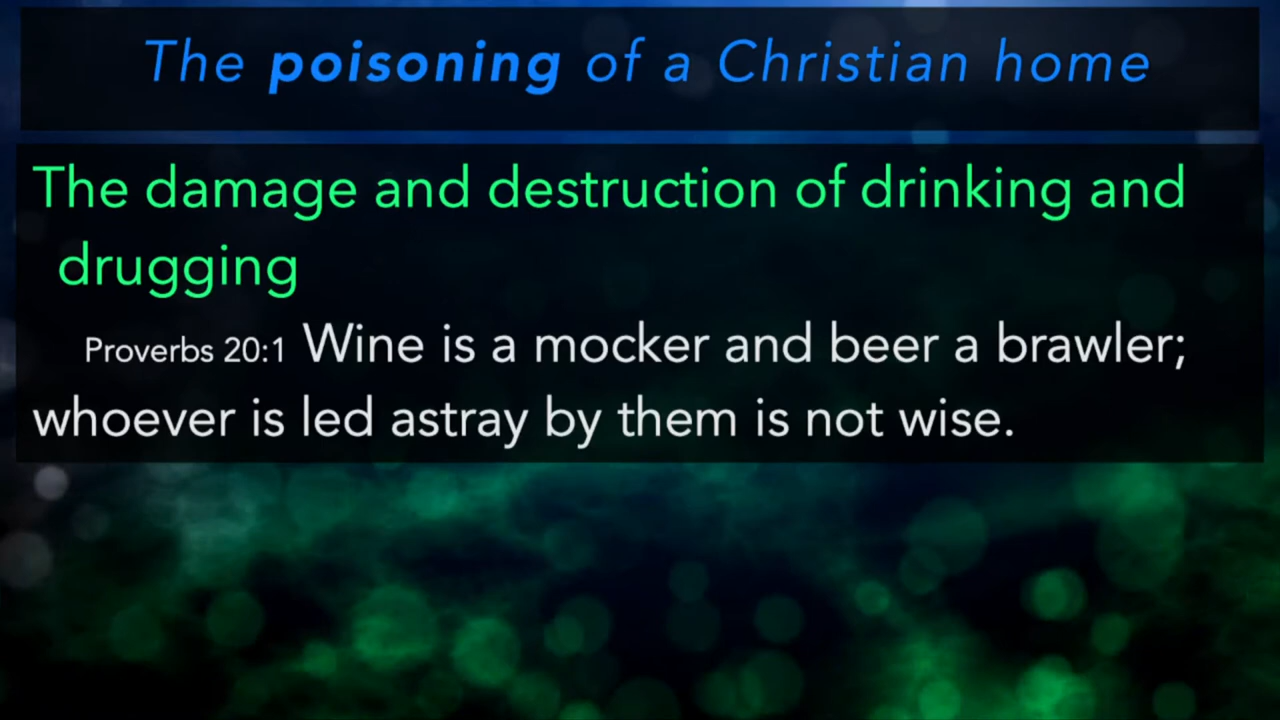 The poisoning of a Christian home
The damage and destruction of drinking and
drugging
Proverbs 20:1 Wine is a mocker and beer a brawler;
whoever is led astray by them is not wise.